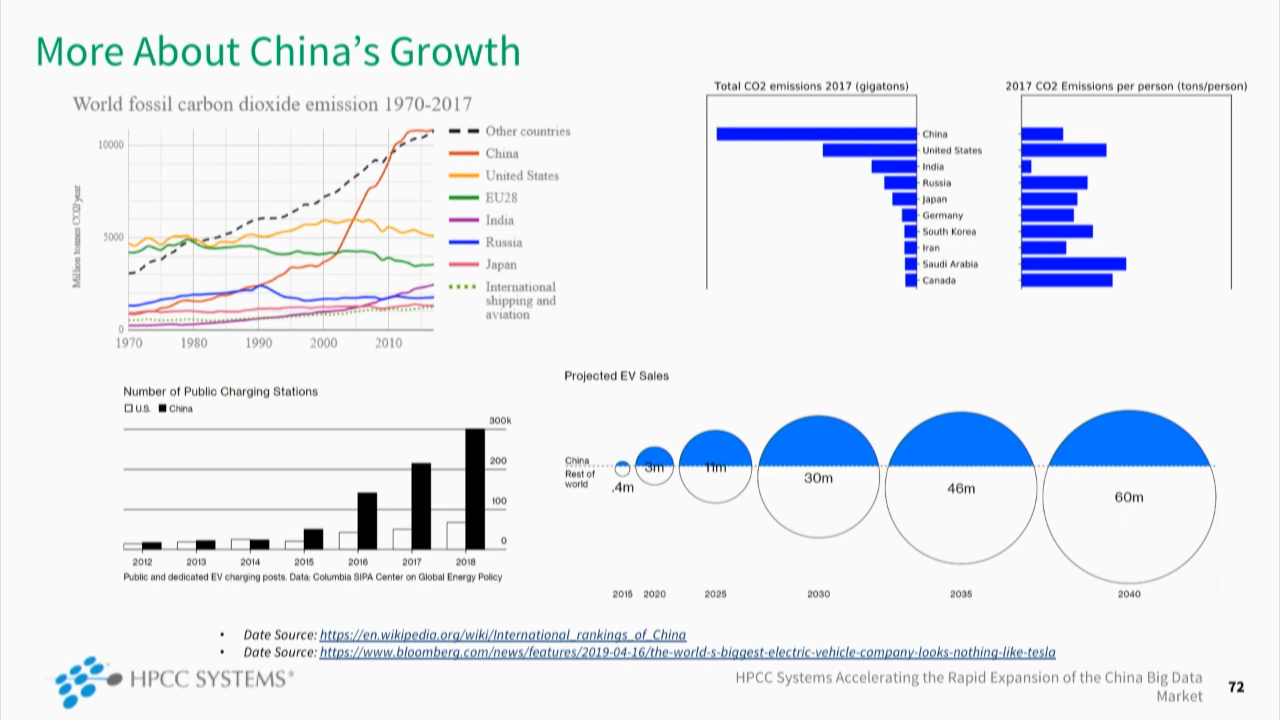 More About China's Growth
World fossil carbon dioxide emission 1970-2017
Million tonnes CO2/year
10000
5000
0
1970 1980 1990 2000 2010
Other countries
China
United States
EU28
India
Russia
Japan
International
shipping and
aviation
Total CO2 emissions 2017 (gigatons)
2017 CO2 Emissions per person (tons/person)
China
United States
India
Russia
Japan
Germany
South Korea
Iran
Saudi Arabia
Canada
Number of Public Charging Stations
U.S. China
300k
200
100
0
2012 2013 2014 2015 2016 2017 2018
Public and dedicated EV charging posts. Data: Columbia SIPA Center on Global Energy Policy
Projected EV Sales
China
Rest of
world
.4m 3m 11m 30m 46m 60m
2015 2020 2025 2030 2035 2040
• Date Source: https://en.wikipedia.org/wiki/International_rankings_of_China
• Date Source: https://www.bloomberg.com/news/features/2019-04-16/the-world-s-biggest-electric-vehicle-company-looks-nothing-like-tesla
HPCC SYSTEMS®
HPCC Systems Accelerating the Rapid Expansion of the China Big Data
Market
72